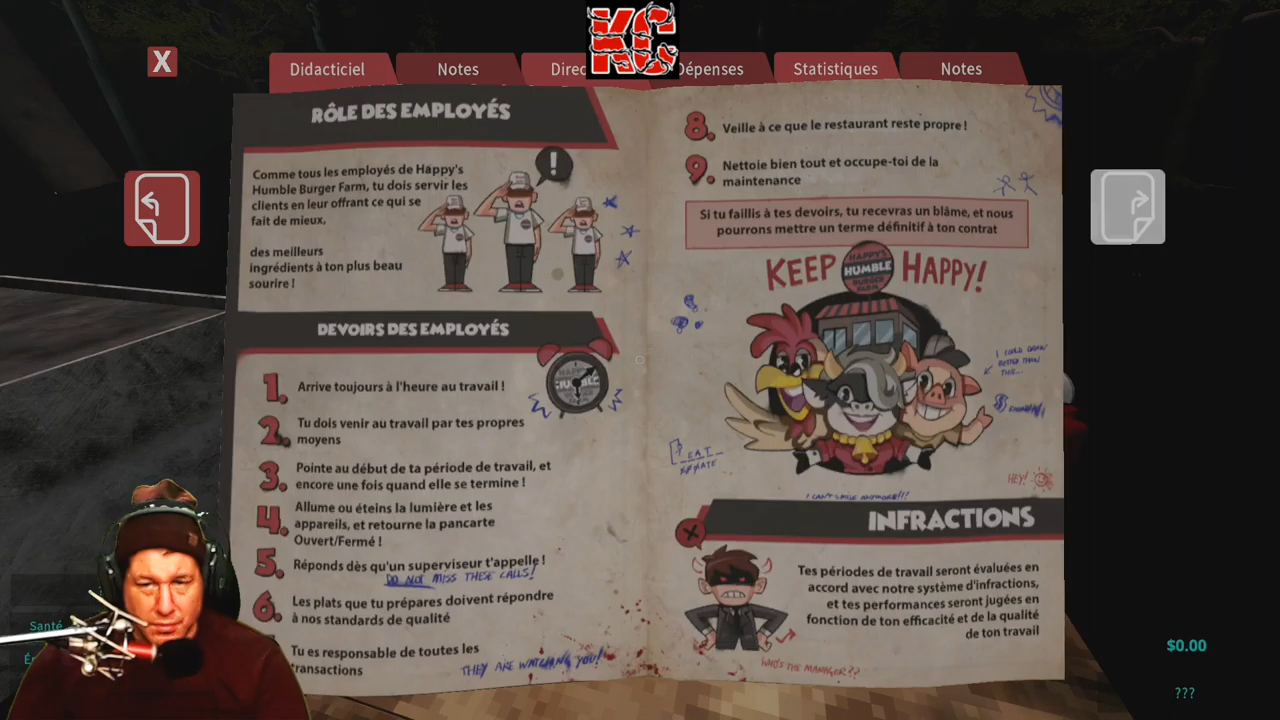 KC
X
Didacticiel
Notes
Direc
Dépenses
Statistiques
Notes
RÔLE DES EMPLOYÉS
Comme tous les employés de Happy's
Humble Burger Farm, tu dois servir les
clients en leur offrant ce qui se
fait de mieux,
des meilleurs
ingrédients à ton plus beau
sourire !
!
DEVOIRS DES EMPLOYÉS
1. Arrive toujours à l'heure au travail !
2. Tu dois venir au travail par tes propres
moyens
3. Pointe au début de ta période de travail, et
encore une fois quand elle se termine !
4. Allume ou éteins la lumière et les
appareils, et retourne la pancarte
Ouvert/Fermé !
5. Réponds dès qu'un superviseur t'appelle !
DO NOT MISS THESE CALLS!
6. Les plats que tu prépares doivent répondre
à nos standards de qualité
Tu es responsable de toutes les
transactions
THEY ARE WATCHING YOU!
8. Veille à ce que le restaurant reste propre !
9. Nettoie bien tout et occupe-toi de la
maintenance
Si tu faillis à tes devoirs, tu recevras un blâme, et nous
pourrons mettre un terme définitif à ton contrat
KEEP HAPPY'S HUMBLE BURGER FARM HAPPY!
I COULD DRAW
BETTER THAN
THIS...
EAT
HEY!
I CAN'T SMILE ANYMORE!!!
INFRACTIONS
Tes périodes de travail seront évaluées en
accord avec notre système d'infractions,
et tes performances seront jugées en
fonction de ton efficacité et de la qualité
de ton travail
WHO'S THE MANAGER??
Santé
$0.00
???